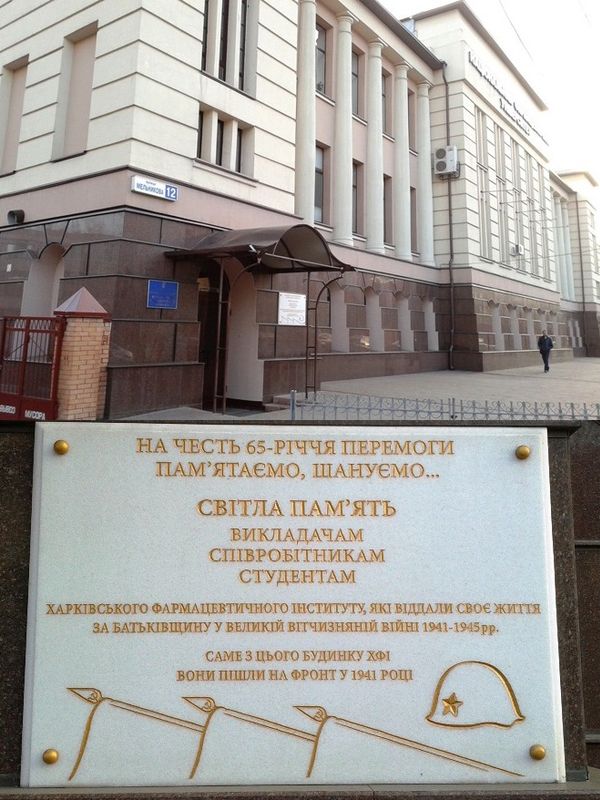 МЕЛЬНИКОВА 12
МУСОРА
НА ЧЕСТЬ 65-РІЧЧЯ ПЕРЕМОГИ
ПАМ'ЯТАЄМО, ШАНУЄМО...
СВІТЛА ПАМ'ЯТЬ
ВИКЛАДАЧАМ
СПІВРОБІТНИКАМ
СТУДЕНТАМ
ХАРКІВСЬКОГО ФАРМАЦЕВТИЧНОГО ІНСТИТУТУ, ЯКІ ВІДДАЛИ СВОЄ ЖИТТЯ
ЗА БАТЬКІВЩИНУ У ВЕЛИКІЙ ВІТЧИЗНЯНІЙ ВІЙНІ 1941-1945рр.
САМЕ З ЦЬОГО БУДИНКУ ХФІ
ВОНИ ПІШЛИ НА ФРОНТ У 1941 РОЦІ